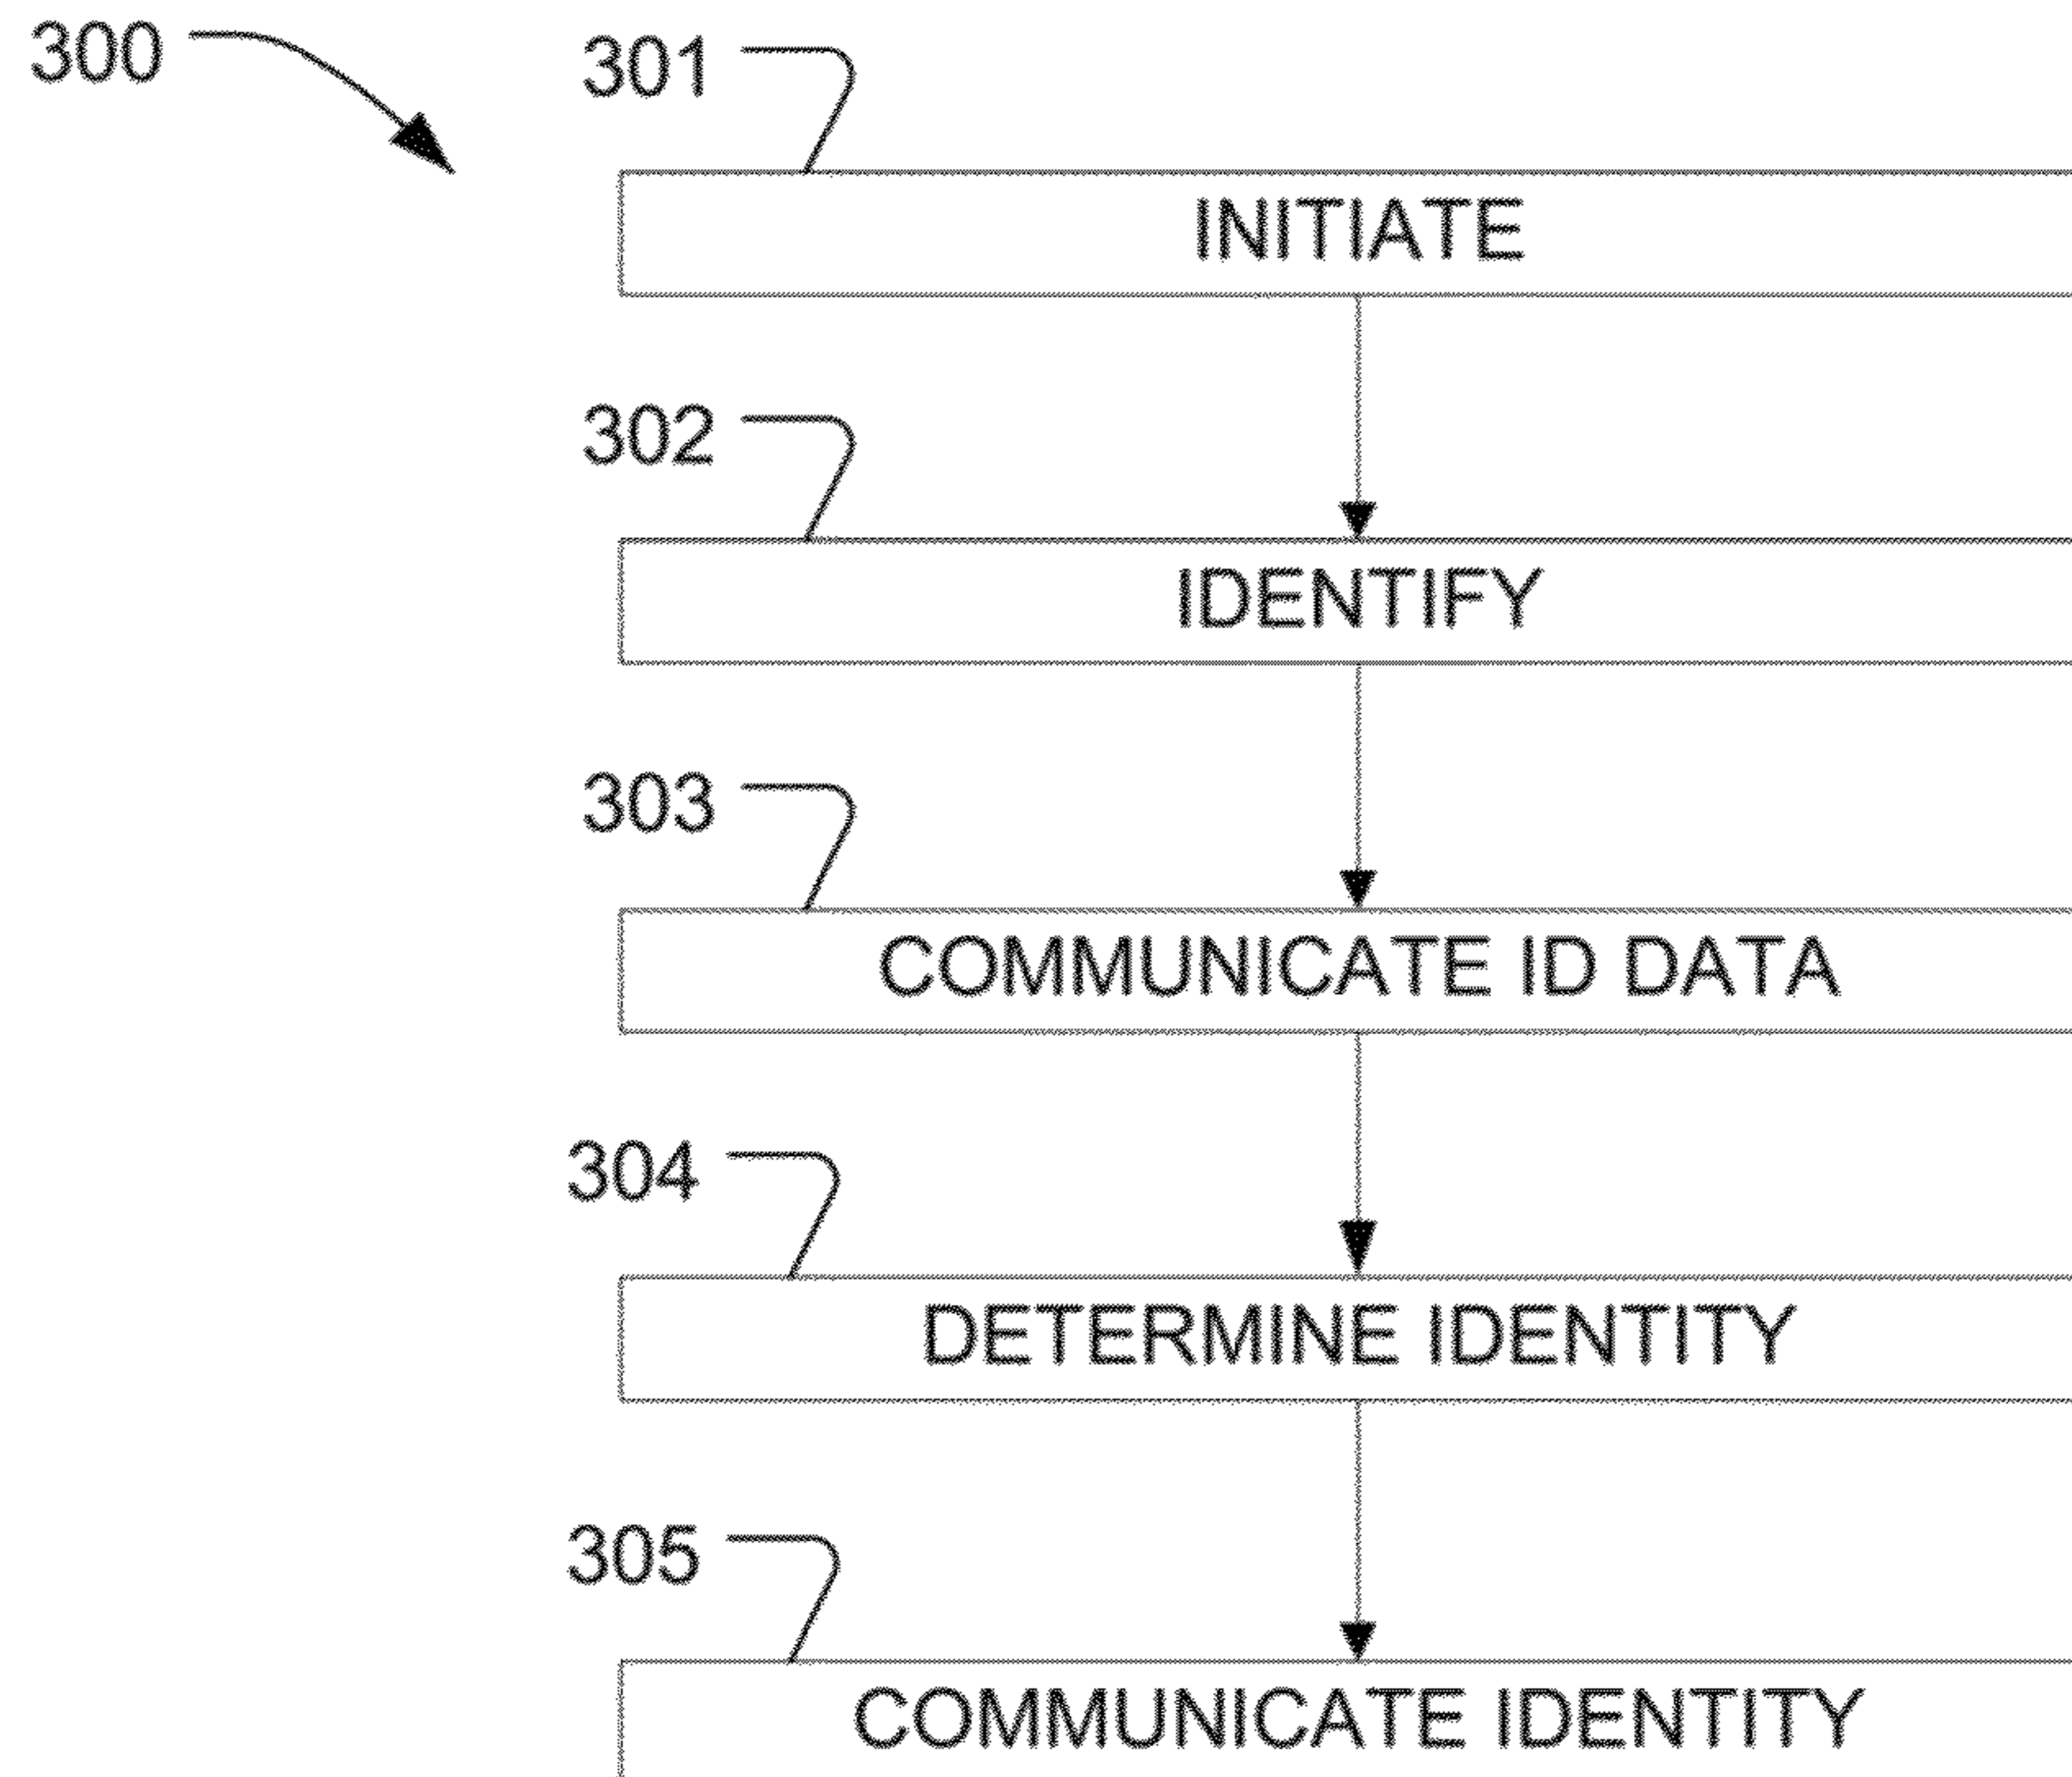 300
301
INITIATE
302
IDENTIFY
303
COMMUNICATE ID DATA
304
DETERMINE IDENTITY
305
COMMUNICATE IDENTITY